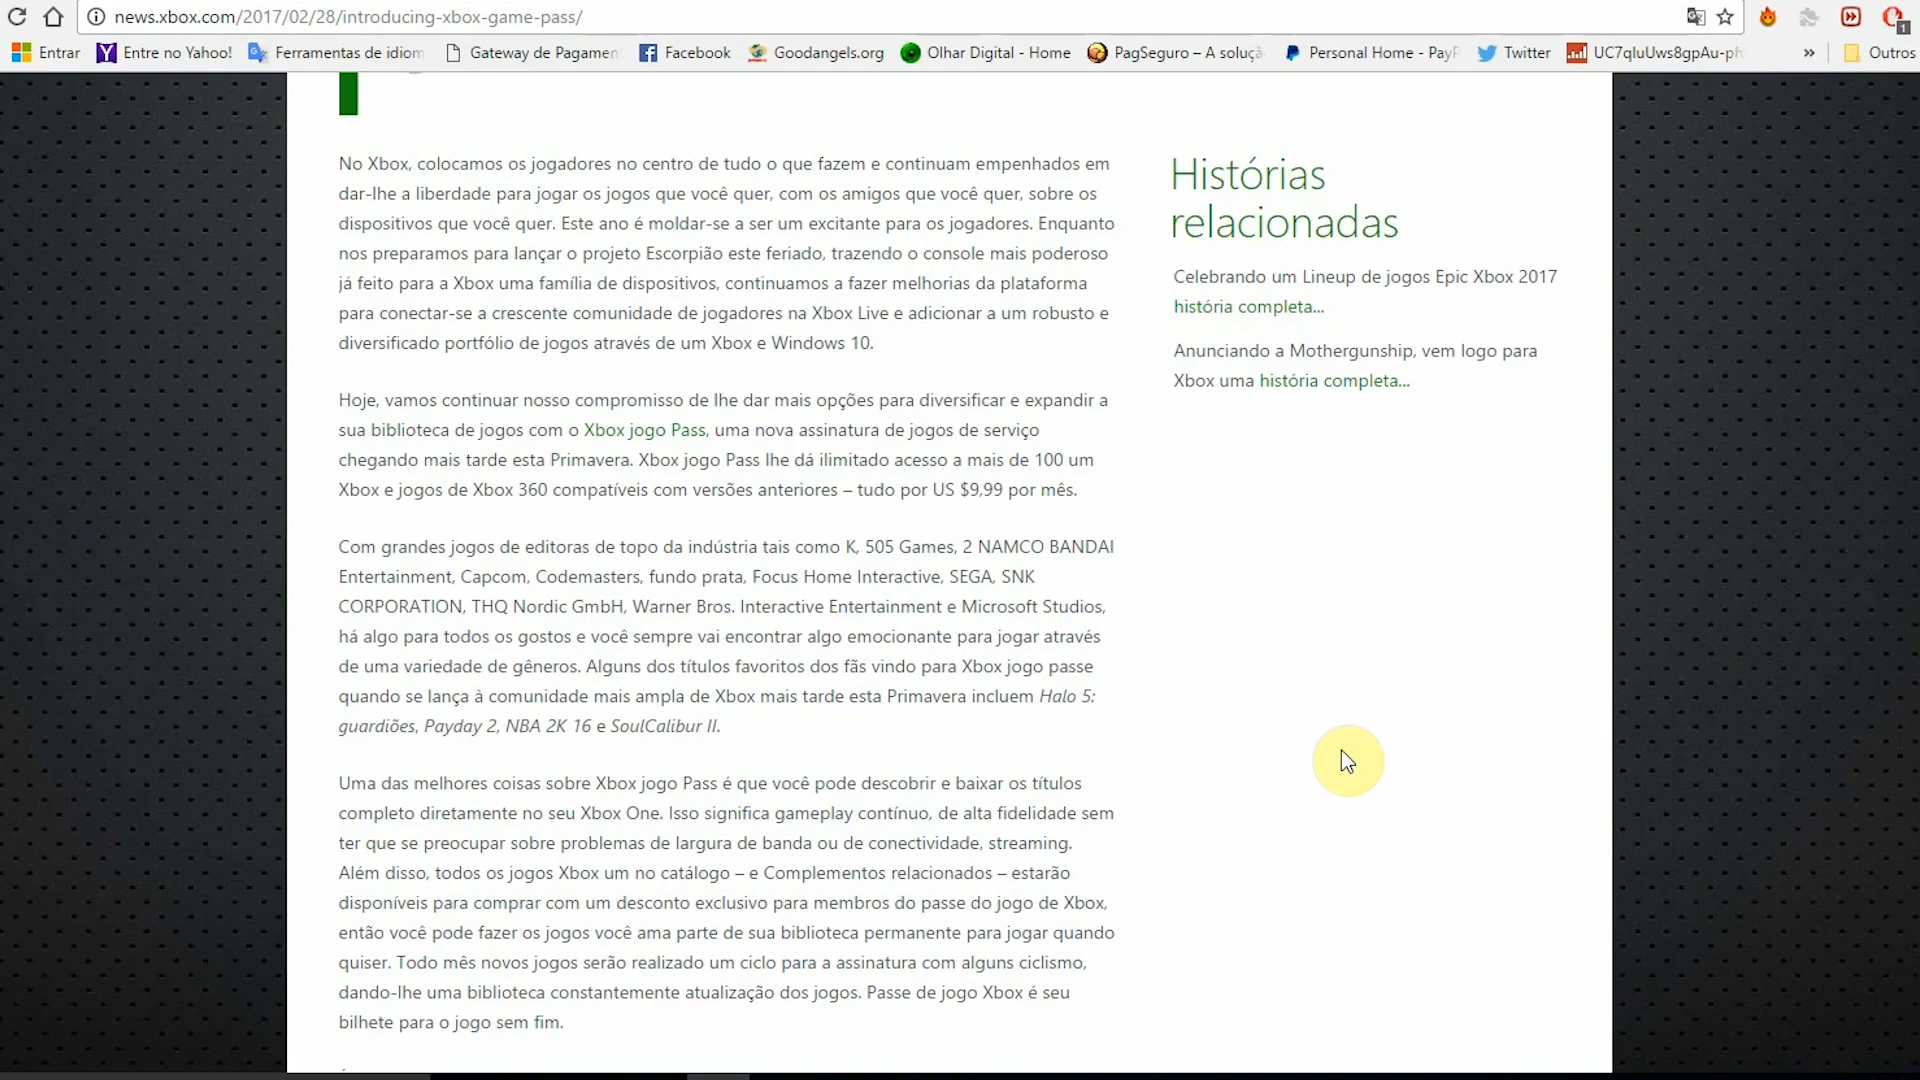 news.xbox.com/2017/02/28/introducing-xbox-game-pass/
Entrar Entre no Yahoo! Ferramentas de idiom Gateway de Pagamen Facebook Goodangels.org Olhar Digital - Home PagSeguro – A soluçã Personal Home - PayP Twitter UC7qluUws8gpAu-ph » Outros
1
No Xbox, colocamos os jogadores no centro de tudo o que fazem e continuam empenhados em
dar-lhe a liberdade para jogar os jogos que você quer, com os amigos que você quer, sobre os
dispositivos que você quer. Este ano é moldar-se a ser um excitante para os jogadores. Enquanto
nos preparamos para lançar o projeto Escorpião este feriado, trazendo o console mais poderoso
já feito para a Xbox uma família de dispositivos, continuamos a fazer melhorias da plataforma
para conectar-se a crescente comunidade de jogadores na Xbox Live e adicionar a um robusto e
diversificado portfólio de jogos através de um Xbox e Windows 10.
Hoje, vamos continuar nosso compromisso de lhe dar mais opções para diversificar e expandir a
sua biblioteca de jogos com o Xbox jogo Pass, uma nova assinatura de jogos de serviço
chegando mais tarde esta Primavera. Xbox jogo Pass lhe dá ilimitado acesso a mais de 100 um
Xbox e jogos de Xbox 360 compatíveis com versões anteriores – tudo por US $9,99 por mês.
Com grandes jogos de editoras de topo da indústria tais como K, 505 Games, 2 NAMCO BANDAI
Entertainment, Capcom, Codemasters, fundo prata, Focus Home Interactive, SEGA, SNK
CORPORATION, THQ Nordic GmbH, Warner Bros. Interactive Entertainment e Microsoft Studios,
há algo para todos os gostos e você sempre vai encontrar algo emocionante para jogar através
de uma variedade de gêneros. Alguns dos títulos favoritos dos fãs vindo para Xbox jogo passe
quando se lança à comunidade mais ampla de Xbox mais tarde esta Primavera incluem Halo 5:
guardiões, Payday 2, NBA 2K 16 e SoulCalibur II.
Uma das melhores coisas sobre Xbox jogo Pass é que você pode descobrir e baixar os títulos
completo diretamente no seu Xbox One. Isso significa gameplay contínuo, de alta fidelidade sem
ter que se preocupar sobre problemas de largura de banda ou de conectividade, streaming.
Além disso, todos os jogos Xbox um no catálogo – e Complementos relacionados – estarão
disponíveis para comprar com um desconto exclusivo para membros do passe do jogo de Xbox,
então você pode fazer os jogos você ama parte de sua biblioteca permanente para jogar quando
quiser. Todo mês novos jogos serão realizado um ciclo para a assinatura com alguns ciclismo,
dando-lhe uma biblioteca constantemente atualização dos jogos. Passe de jogo Xbox é seu
bilhete para o jogo sem fim.
Histórias
relacionadas
Celebrando um Lineup de jogos Epic Xbox 2017
história completa...
Anunciando a Mothergunship, vem logo para
Xbox uma história completa...